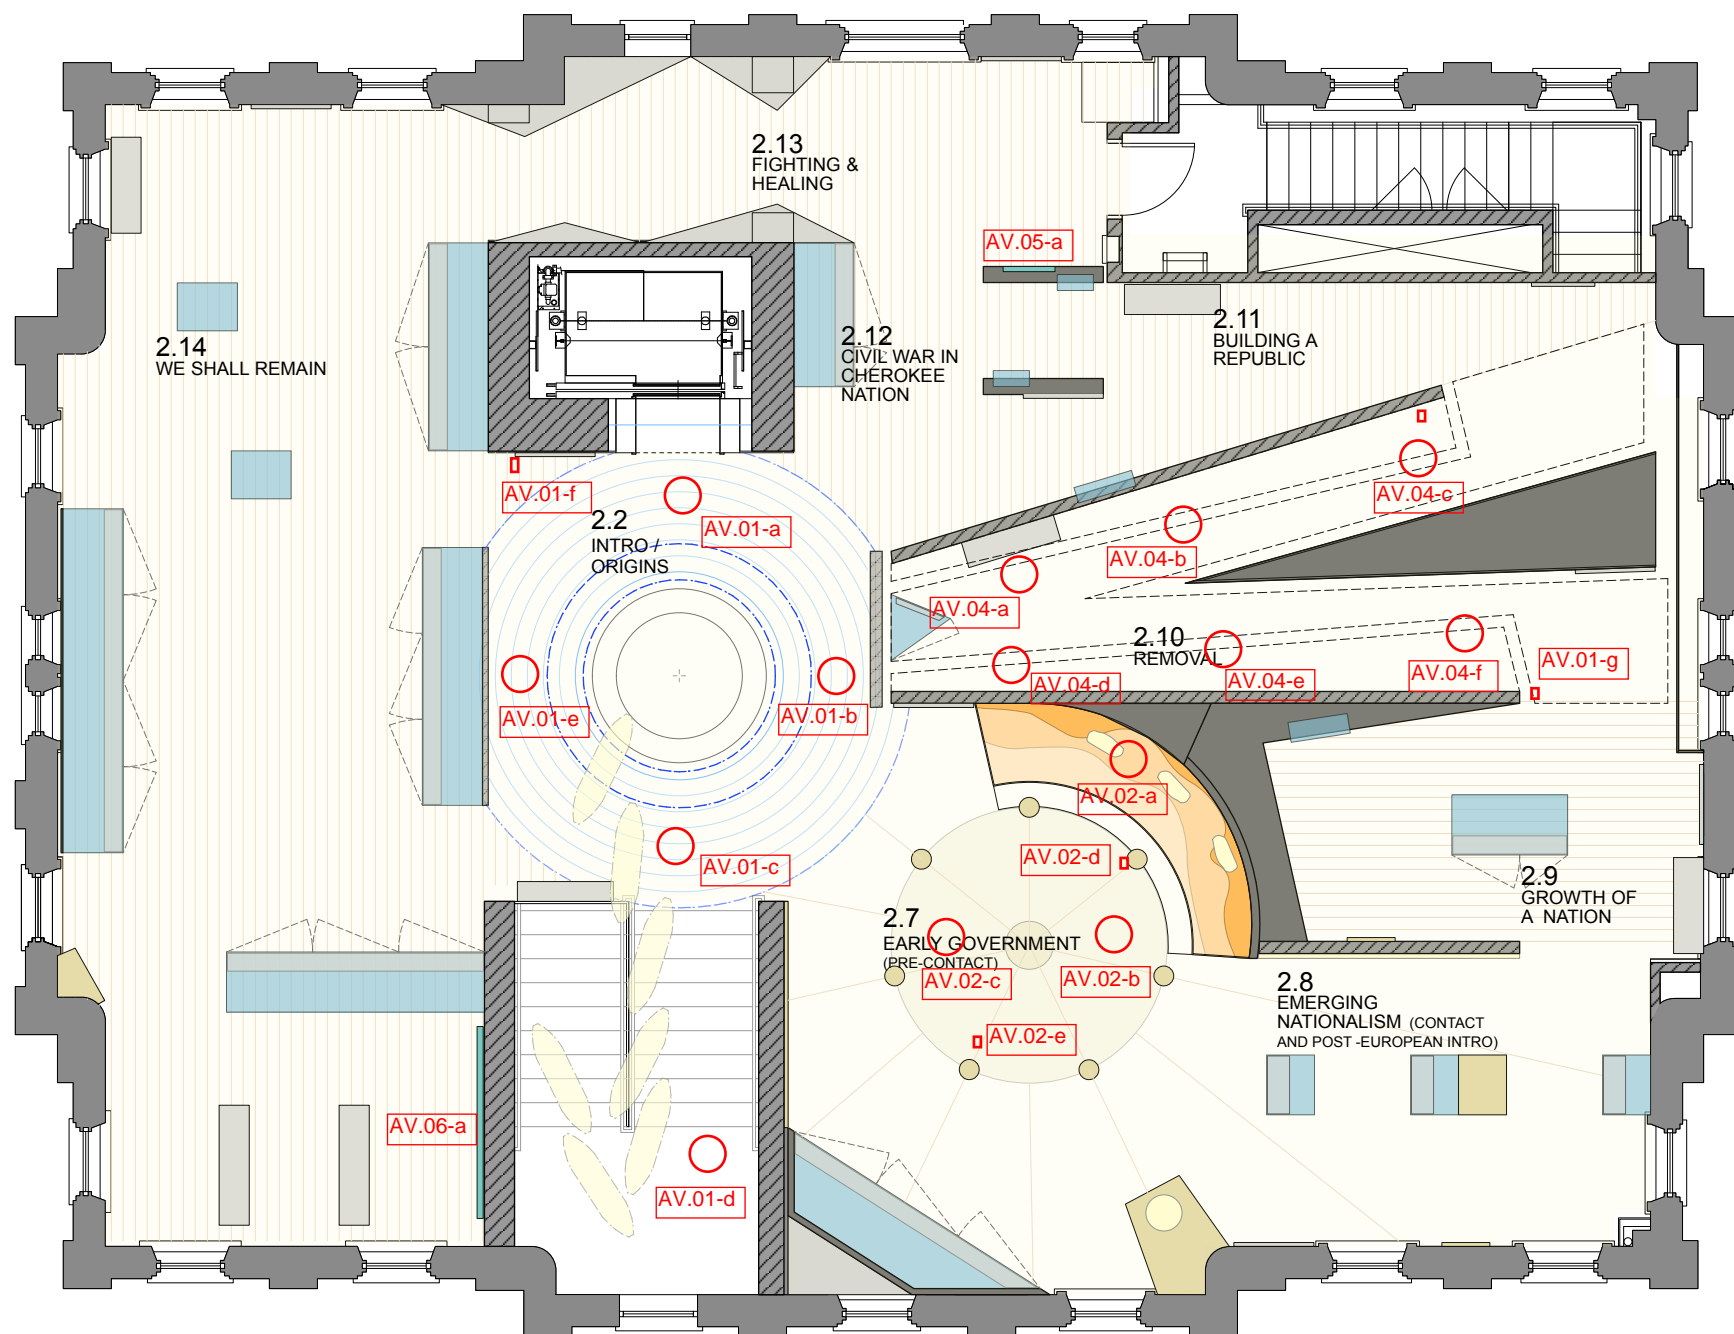 2.13
FIGHTING &
HEALING
AV.05-a
2.11
BUILDING A
REPUBLIC
2.12
CIVIL WAR IN
CHEROKEE
NATION
2.14
WE SHALL REMAIN
AV.01-f
AV.01-a
2.2
INTRO /
ORIGINS
AV.04-c
AV.04-b
AV.04-a
2.10
REMOVAL
AV.04-d
AV.04-e
AV.04-f
AV.01-g
AV.01-e
AV.01-b
AV.02-a
AV.02-d
AV.01-c
2.9
GROWTH OF
A NATION
2.7
EARLY GOVERNMENT
(PRE-CONTACT)
AV.02-c
AV.02-b
2.8
EMERGING
NATIONALISM (CONTACT
AND POST -EUROPEAN INTRO)
AV.02-e
AV.06-a
AV.01-d